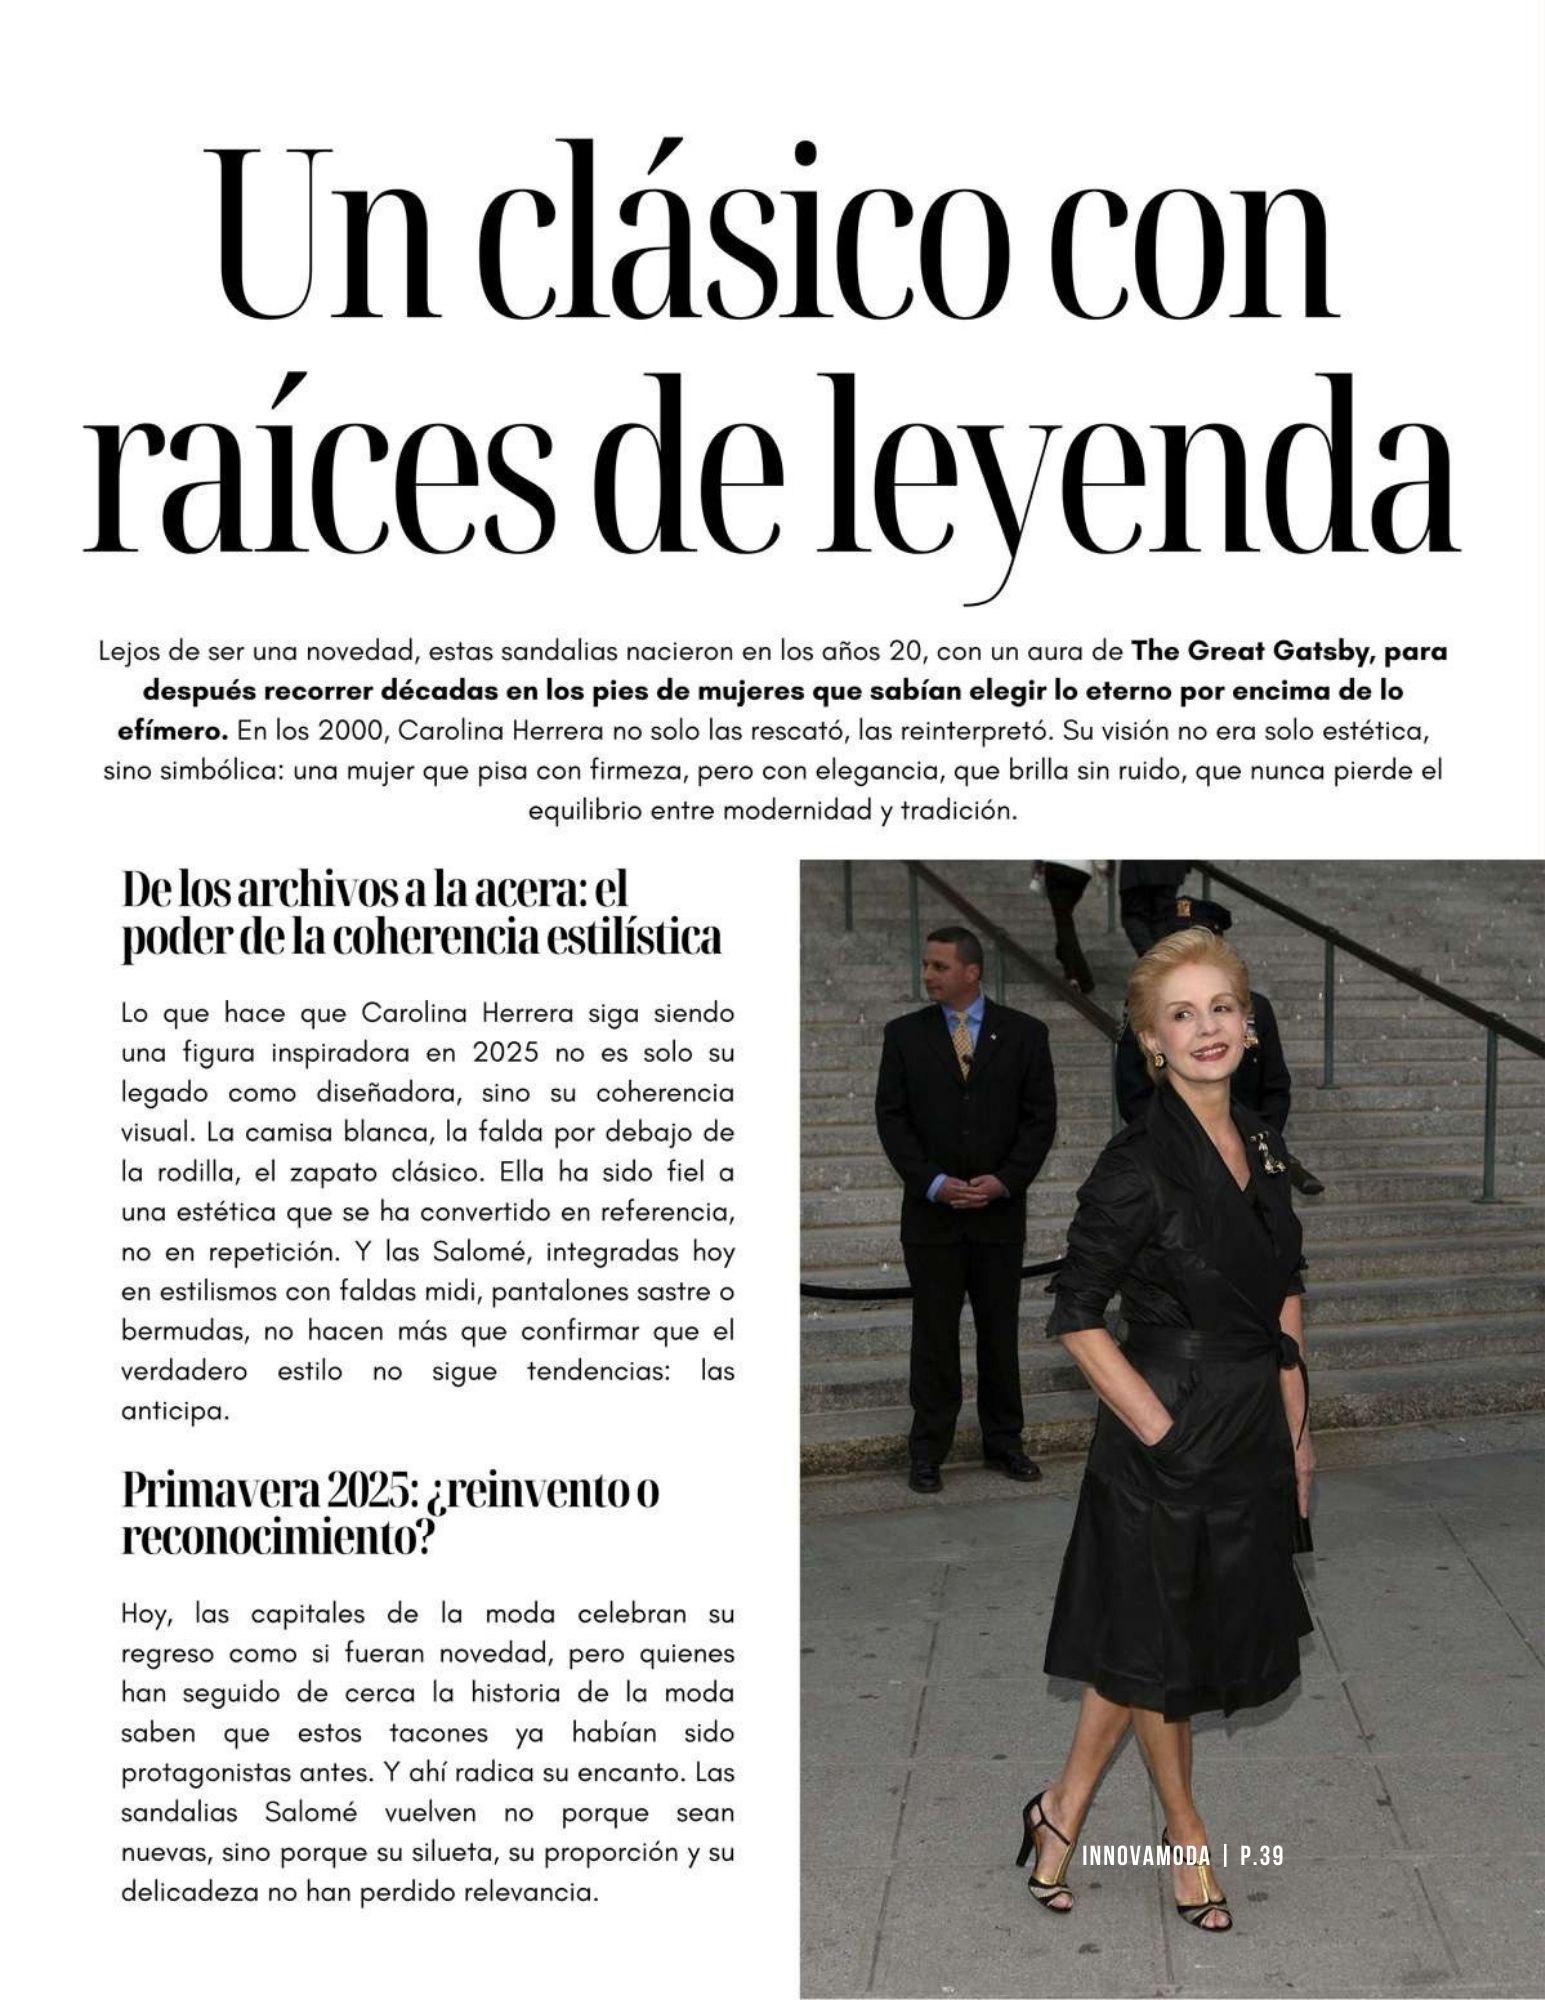 Un clásico con
raíces de leyenda
Lejos de ser una novedad, estas sandalias nacieron en los años 20, con un aura de The Great Gatsby, para
después recorrer décadas en los pies de mujeres que sabían elegir lo eterno por encima de lo
efímero. En los 2000, Carolina Herrera no solo las rescató, las reinterpretó. Su visión no era solo estética,
sino simbólica: una mujer que pisa con firmeza, pero con elegancia, que brilla sin ruido, que nunca pierde el
equilibrio entre modernidad y tradición.
De los archivos a la acera: el
poder de la coherencia estilística
Lo que hace que Carolina Herrera siga siendo
una figura inspiradora en 2025 no es solo su
legado como diseñadora, sino su coherencia
visual. La camisa blanca, la falda por debajo de
la rodilla, el zapato clásico. Ella ha sido fiel a
una estética que se ha convertido en referencia,
no en repetición. Y las Salomé, integradas hoy
en estilismos con faldas midi, pantalones sastre o
bermudas, no hacen más que confirmar que el
verdadero estilo no sigue tendencias: las
anticipa.
Primavera 2025: ¿reinvento o
reconocimiento?
Hoy, las capitales de la moda celebran su
regreso como si fueran novedad, pero quienes
han seguido de cerca la historia de la moda
saben que estos tacones ya habían sido
protagonistas antes. Y ahí radica su encanto. Las
sandalias Salomé vuelven no porque sean
nuevas, sino porque su silueta, su proporción y su
delicadeza no han perdido relevancia.
INNOVAMODA | P.39